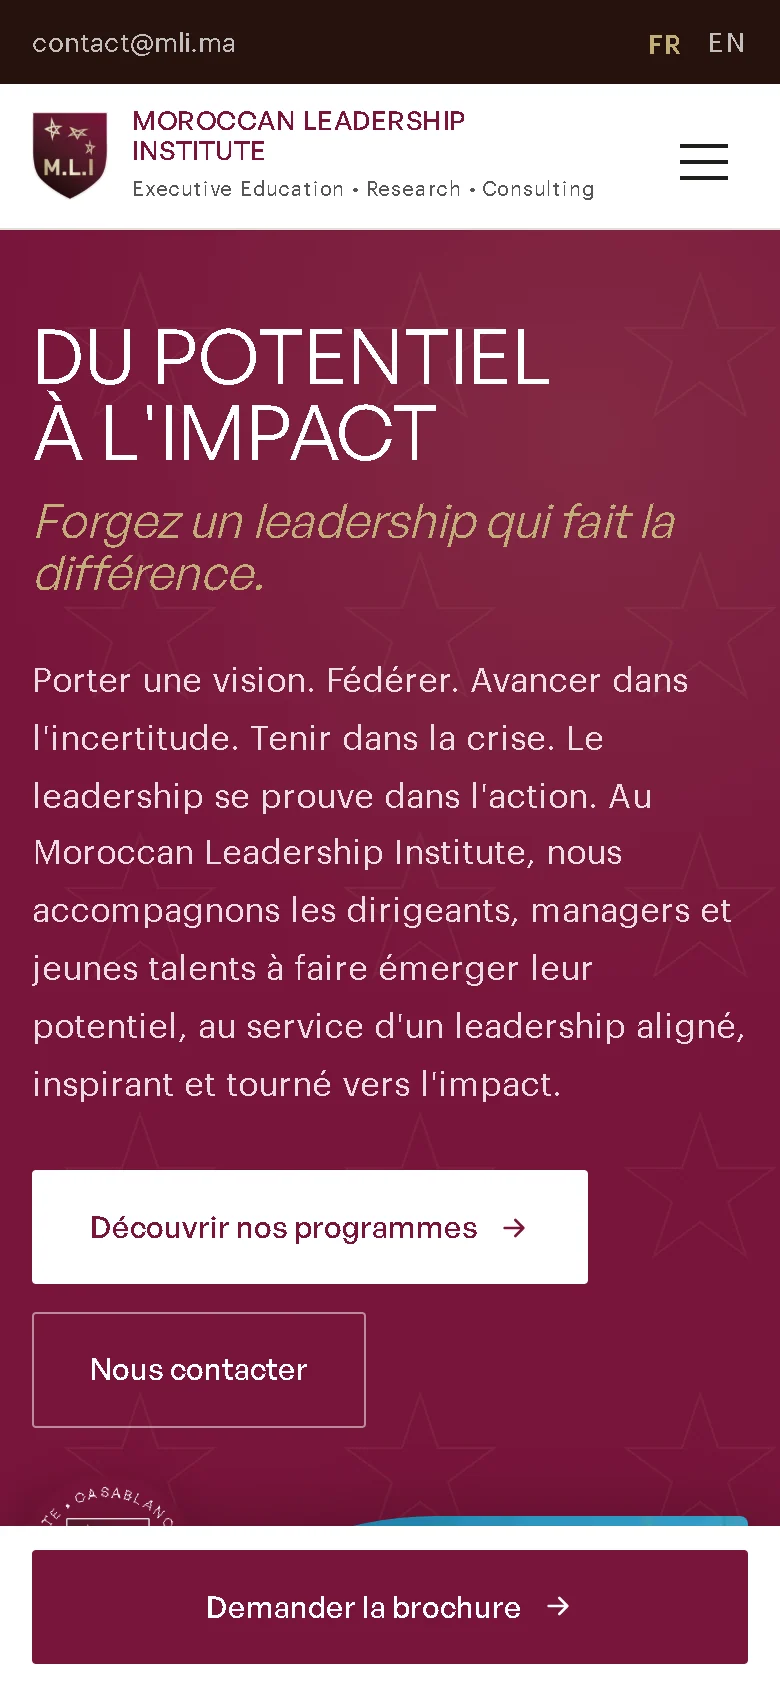 contact@mli.ma
FR EN
M.L.I
MOROCCAN LEADERSHIP
INSTITUTE
Executive Education • Research • Consulting
DU POTENTIEL
À L'IMPACT
Forgez un leadership qui fait la
différence.
Porter une vision. Fédérer. Avancer dans
l'incertitude. Tenir dans la crise. Le
leadership se prouve dans l'action. Au
Moroccan Leadership Institute, nous
accompagnons les dirigeants, managers et
jeunes talents à faire émerger leur
potentiel, au service d'un leadership aligné,
inspirant et tourné vers l'impact.
Découvrir nos programmes →
Nous contacter
TE • CASABLANC
Demander la brochure →